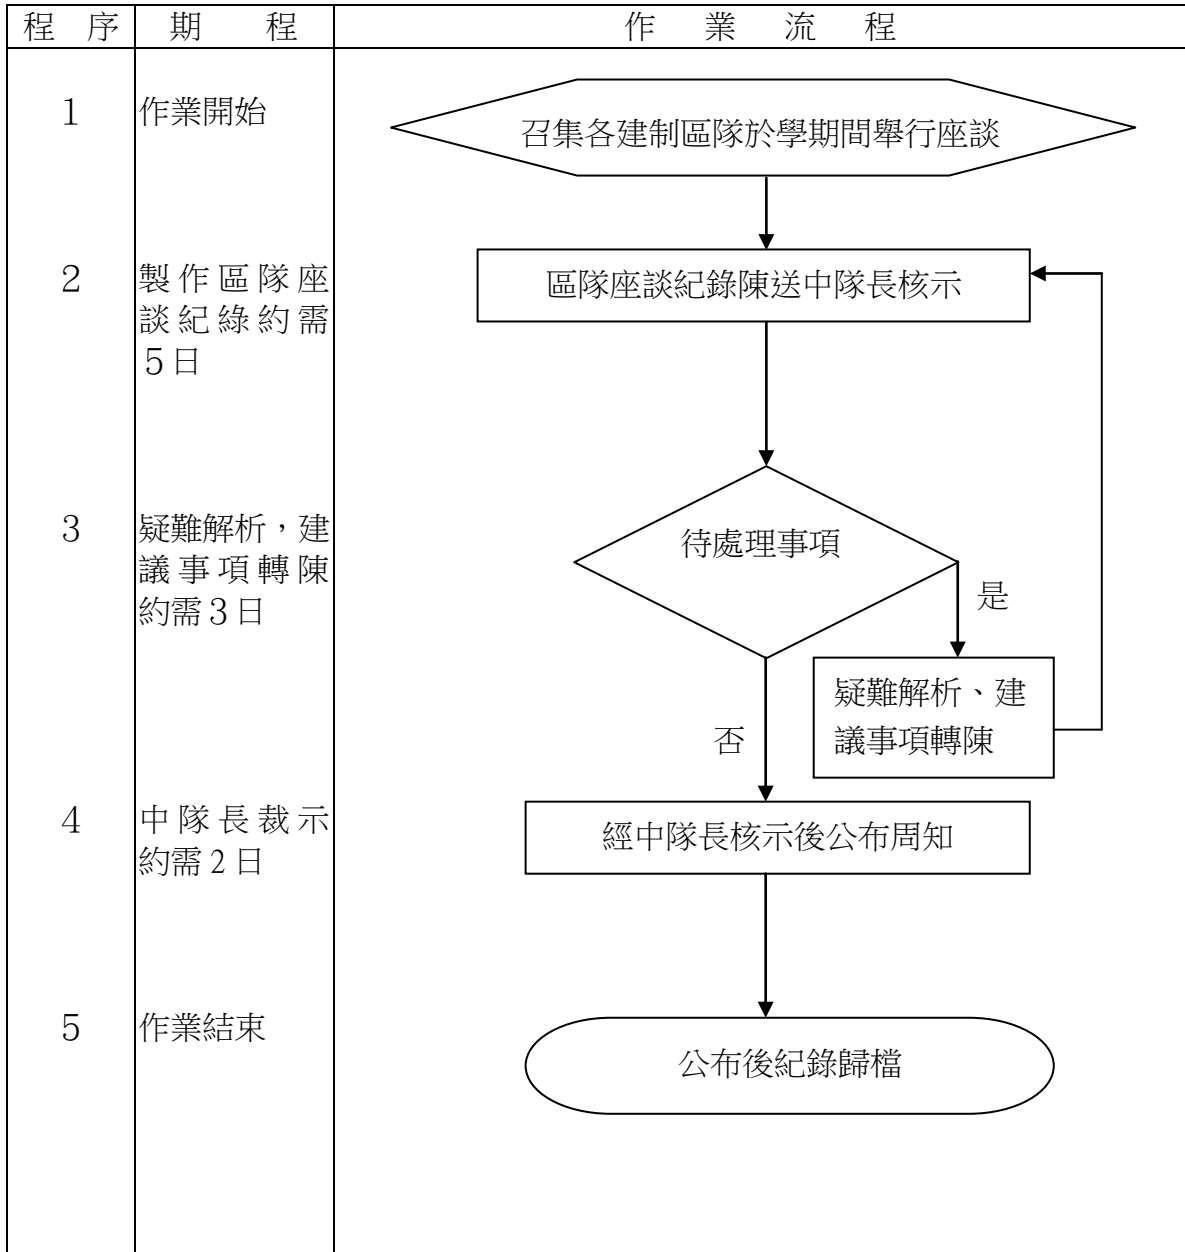 程 序 期 程 作 業 流 程
1 作業開始
召集各建制區隊於學期間舉行座談
2 製作區隊座
談紀綠約需
5日
區隊座談紀錄陳送中隊長核示
3 疑難解析，建
議事項轉陳
約需3日
待處理事項
是
疑難解析、建
議事項轉陳
否
4 中隊長裁示
約需2日
經中隊長核示後公布周知
5 作業結束
公布後紀錄歸檔